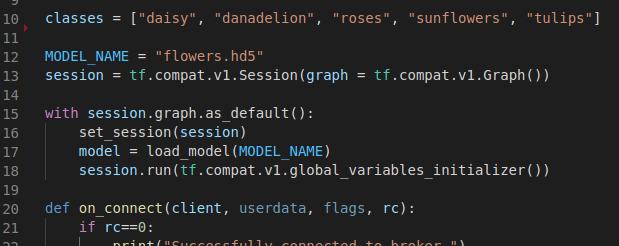 10 classes = ["daisy", "danadelion", "roses", "sunflowers", "tulips"]
11
12 MODEL_NAME = "flowers.hd5"
13 session = tf.compat.v1.Session(graph = tf.compat.v1.Graph())
14
15 with session.graph.as_default():
16     set_session(session)
17     model = load_model(MODEL_NAME)
18     session.run(tf.compat.v1.global_variables_initializer())
19
20 def on_connect(client, userdata, flags, rc):
21     if rc==0:
22         print("Successfully connected to broker.")